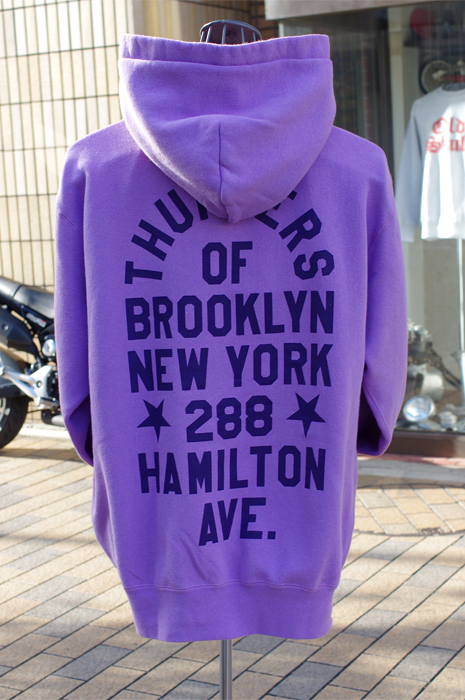 OF
BROOKLYN
NEW YORK
288
HAMILTON
AVE.